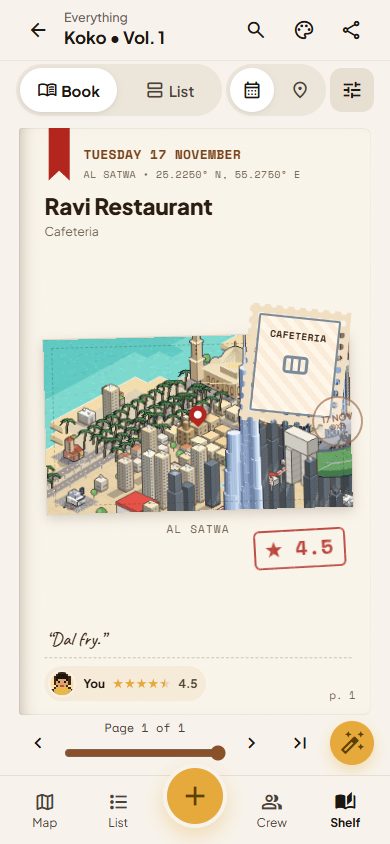 Everything
Koko • Vol. 1
Book
List
TUESDAY 17 NOVEMBER
AL SATWA • 25.2250° N, 55.2750° E
Ravi Restaurant
Cafeteria
CAFETERIA
17 NOV
AL SATWA
★ 4.5
“Dal fry.”
You ★★★★★ 4.5
p. 1
Page 1 of 1
Map
List
Crew
Shelf